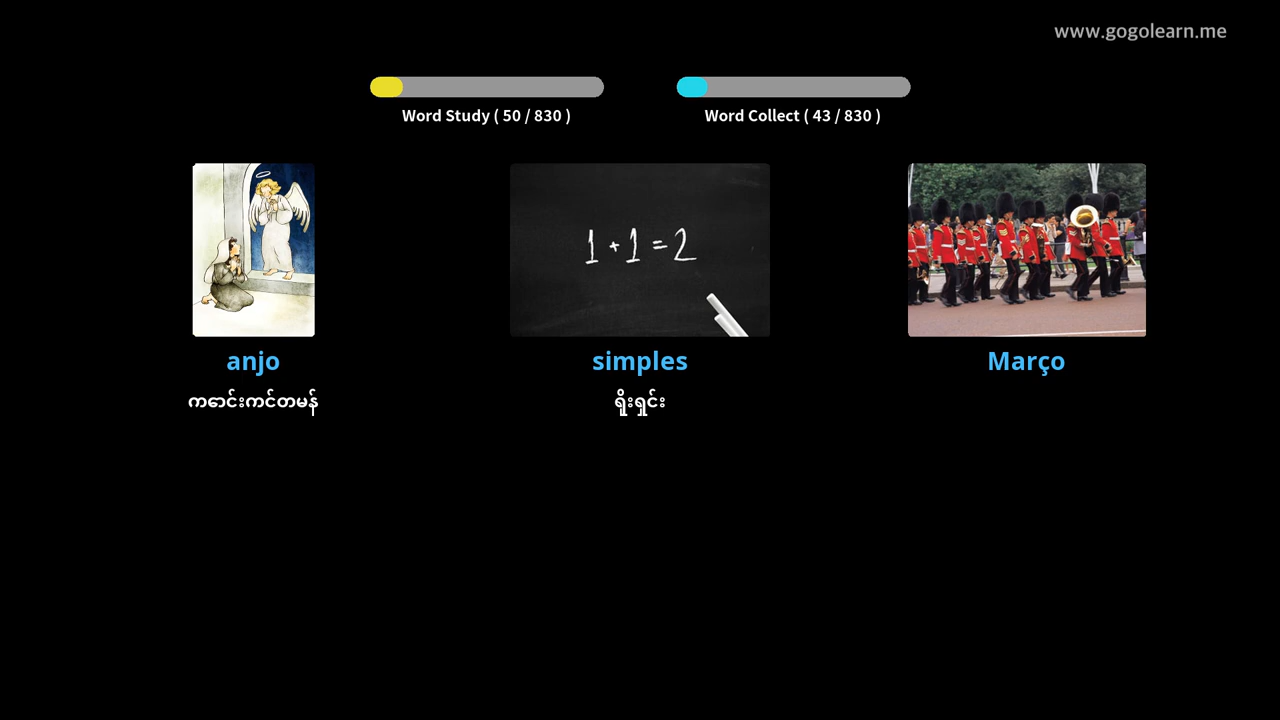 www.gogolearn.me
Word Study ( 50 / 830 )
Word Collect ( 43 / 830 )
1 + 1 = 2
anjo
simples
Março
ကောင်းကင်တမန်
ရိုးရှင်း